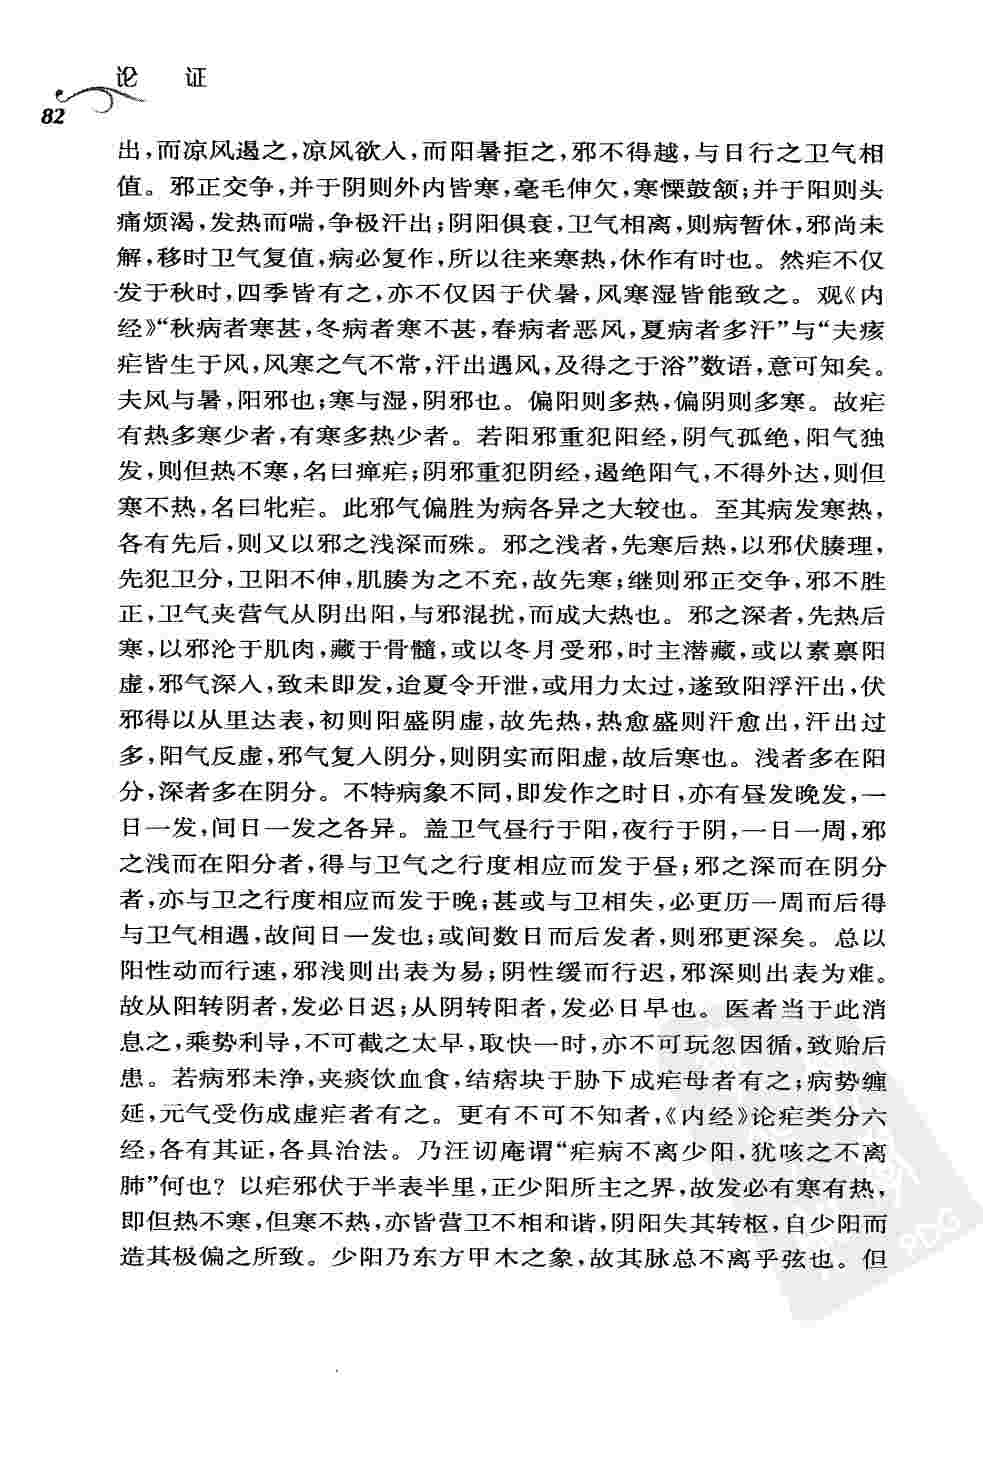 论　证
82
出,而凉风遏之,凉风欲入,而阳暑拒之,邪不得越,与日行之卫气相
值。邪正交争,并于阴则外内皆寒,毫毛伸欠,寒慄鼓颔;并于阳则头
痛烦渴,发热而喘,争极汗出;阴阳俱衰,卫气相离,则病暂休,邪尚未
解,移时卫气复值,病必复作,所以往来寒热,休作有时也。然疟不仅
发于秋时,四季皆有之,亦不仅因于伏暑,风寒湿皆能致之。观《内
经》“秋病者寒甚,冬病者寒不甚,春病者恶风,夏病者多汗”与“夫痎
疟皆生于风,风寒之气不常,汗出遇风,及得之于浴”数语,意可知矣。
夫风与暑,阳邪也;寒与湿,阴邪也。偏阳则多热,偏阴则多寒。故疟
有热多寒少者,有寒多热少者。若阳邪重犯阳经,阴气孤绝,阳气独
发,则但热不寒,名曰瘅疟;阴邪重犯阴经,遏绝阳气,不得外达,则但
寒不热,名曰牝疟。此邪气偏胜为病各异之大较也。至其病发寒热,
各有先后,则又以邪之浅深而殊。邪之浅者,先寒后热,以邪伏腠理,
先犯卫分,卫阳不伸,肌腠为之不充,故先寒;继则邪正交争,邪不胜
正,卫气夹营气从阴出阳,与邪混扰,而成大热也。邪之深者,先热后
寒,以邪沦于肌肉,藏于骨髓,或以冬月受邪,时主潜藏,或以素禀阳
虚,邪气深入,致未即发,迨夏令开泄,或用力太过,遂致阳浮汗出,伏
邪得以从里达表,初则阳盛阴虚,故先热,热愈盛则汗愈出,汗出过
多,阳气反虚,邪气复入阴分,则阴实而阳虚,故后寒也。浅者多在阳
分,深者多在阴分。不特病象不同,即发作之时日,亦有昼发晚发,一
日一发,间日一发之各异。盖卫气昼行于阳,夜行于阴,一日一周,邪
之浅而在阳分者,得与卫气之行度相应而发于昼;邪之深而在阴分
者,亦与卫之行度相应而发于晚;甚或与卫相失,必更历一周而后得
与卫气相遇,故间日一发也;或间数日而后发者,则邪更深矣。总以
阳性动而行速,邪浅则出表为易;阴性缓而行迟,邪深则出表为难。
故从阳转阴者,发必日迟;从阴转阳者,发必日早也。医者当于此消
息之,乘势利导,不可截之太早,取快一时,亦不可玩忽因循,致贻后
患。若病邪未净,夹痰饮血食,结痞块于胁下成疟母者有之;病势缠
延,元气受伤成虚疟者有之。更有不可不知者,《内经》论疟类分六
经,各有其证,各具治法。乃汪讱庵谓“疟病不离少阳,犹咳之不离
肺”何也? 以疟邪伏于半表半里,正少阳所主之界,故发必有寒有热,
即但热不寒,但寒不热,亦皆营卫不相和谐,阴阳失其转枢,自少阳而
造其极偏之所致。少阳乃东方甲木之象,故其脉总不离乎弦也。但
PDG